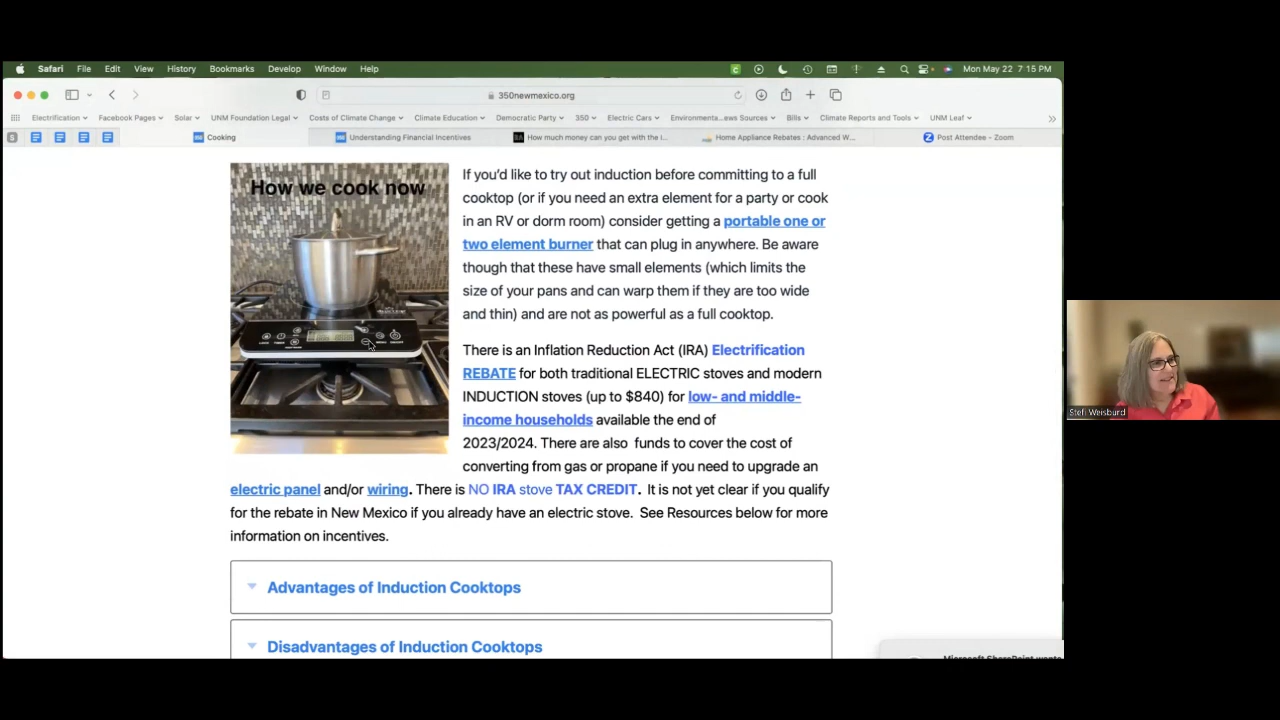 Safari File Edit View History Bookmarks Develop Window Help Mon May 22 7:15 PM
350newmexico.org
Electrification Facebook Pages Solar UNM Foundation Legal Costs of Climate Change Climate Education Democratic Party 350 Electric Cars Environmenta...ews Sources Bills Climate Reports and Tools UNM Leaf
Cooking Understanding Financial Incentives How much money can you get with the I... Home Appliance Rebates : Advanced W... Post Attendee - Zoom
How we cook now
If you'd like to try out induction before committing to a full
cooktop (or if you need an extra element for a party or cook
in an RV or dorm room) consider getting a portable one or
two element burner that can plug in anywhere. Be aware
though that these have small elements (which limits the
size of your pans and can warp them if they are too wide
and thin) and are not as powerful as a full cooktop.
There is an Inflation Reduction Act (IRA) Electrification
REBATE for both traditional ELECTRIC stoves and modern
INDUCTION stoves (up to $840) for low- and middle-
income households available the end of
2023/2024. There are also funds to cover the cost of
converting from gas or propane if you need to upgrade an
electric panel and/or wiring. There is NO IRA stove TAX CREDIT. It is not yet clear if you qualify
for the rebate in New Mexico if you already have an electric stove. See Resources below for more
information on incentives.
Advantages of Induction Cooktops
Disadvantages of Induction Cooktops
Stefi Weisburd